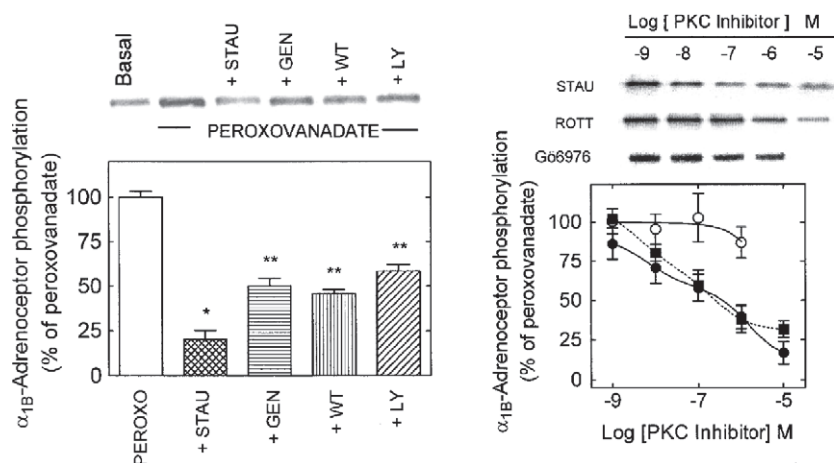 Basal
+ STAU
+ GEN
+ WT
+ LY
PEROXOVANADATE
α1B-Adrenoceptor phosphorylation
(% of peroxovanadate)
100
75
50
25
0
*
**
**
**
PEROXO
+ STAU
+ GEN
+ WT
+ LY
Log [ PKC Inhibitor ] M
-9 -8 -7 -6 -5
STAU
ROTT
Gö6976
α1B-Adrenoceptor phosphorylation
(% of peroxovanadate)
125
100
75
50
25
0
-9 -7 -5
Log [PKC Inhibitor] M